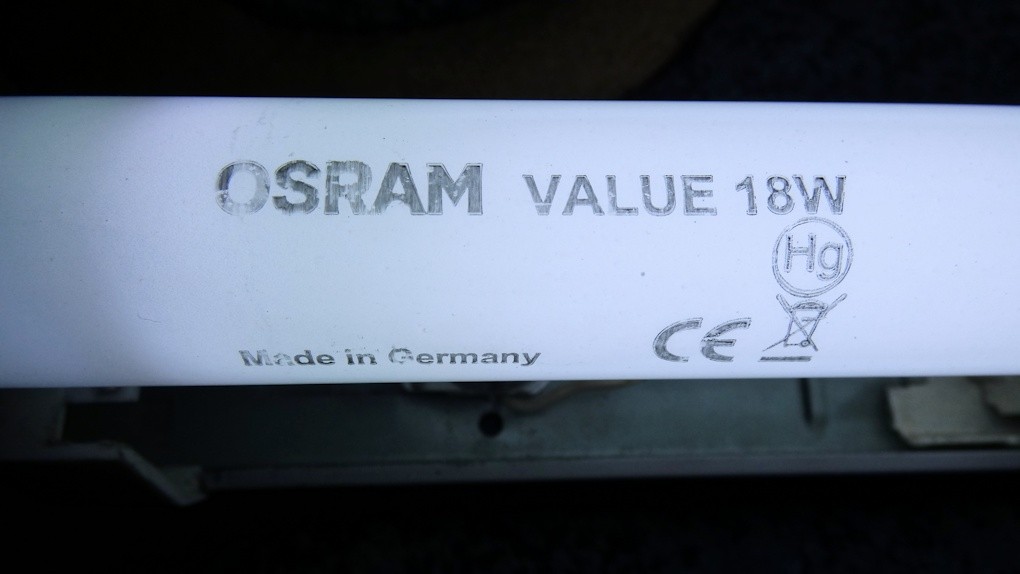 OSRAM VALUE 18W
Hg
Made in Germany CE